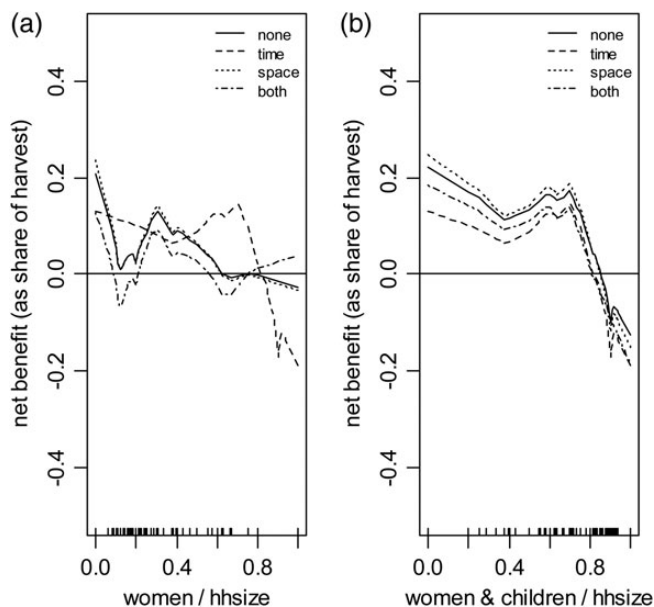 (a)
none
time
space
both
net benefit (as share of harvest)
0.4
0.2
0.0
-0.2
-0.4
0.0
0.4
0.8
women / hhsize
(b)
none
time
space
both
net benefit (as share of harvest)
0.4
0.2
0.0
-0.2
-0.4
0.0
0.4
0.8
women & children / hhsize